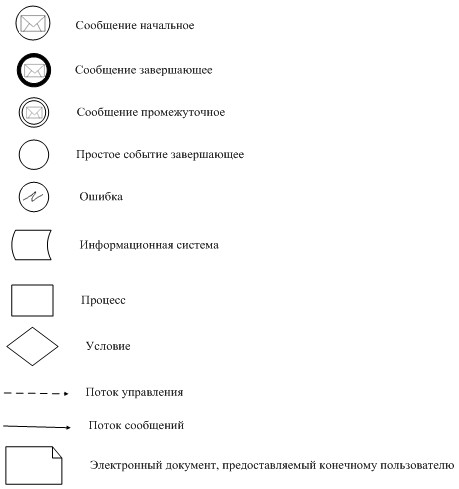 Сообщение начальное
Сообщение завершающее
Сообщение промежуточное
Простое событие завершающее
Ошибка
Информационная система
Процесс
Условие
Поток управления
Поток сообщений
Электронный документ, предоставляемый конечному пользователю